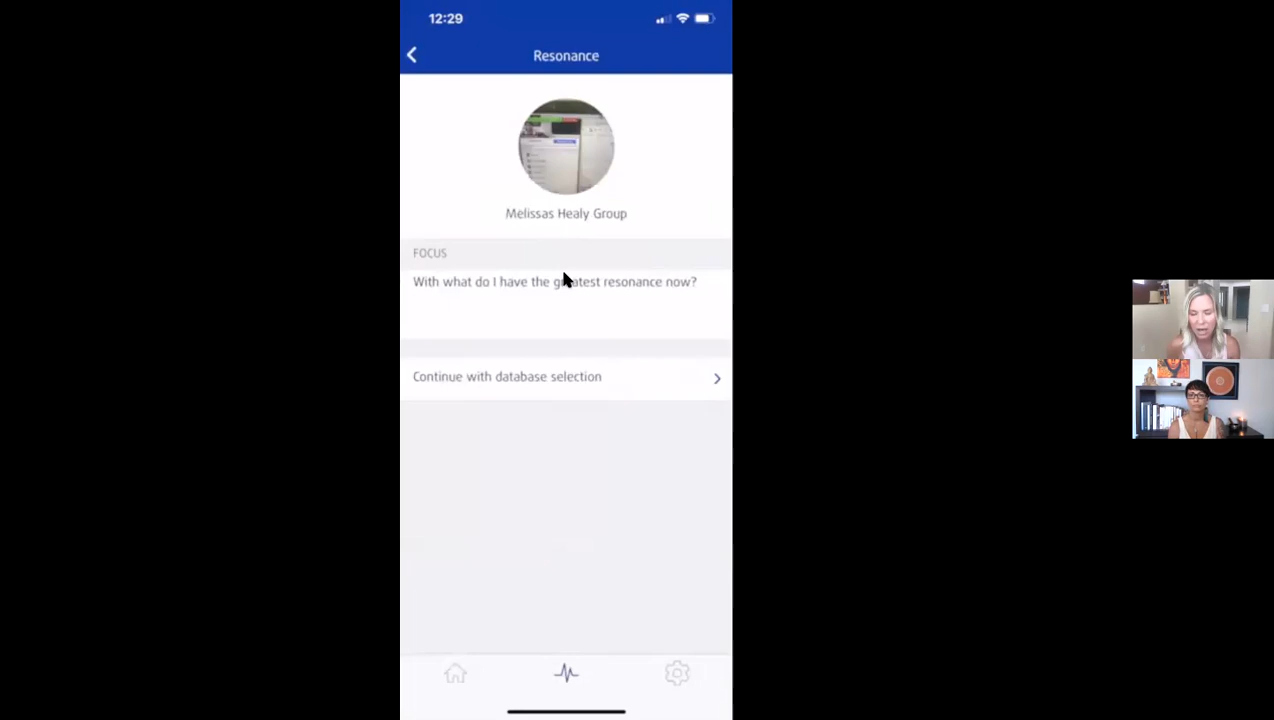 12:29
Resonance
Melissas Healy Group
FOCUS
With what do I have the greatest resonance now?
Continue with database selection